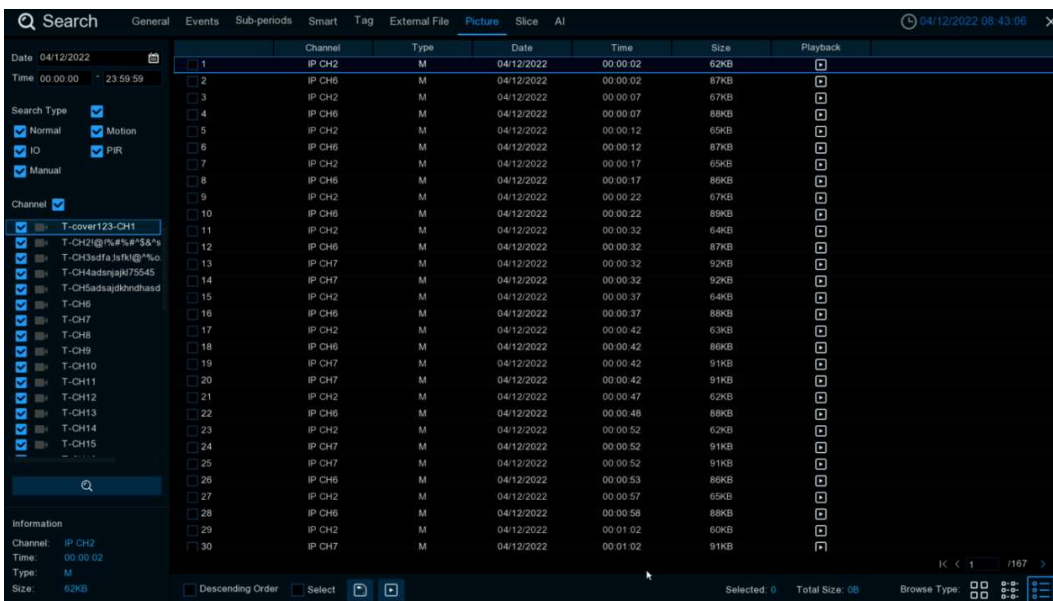 Search General Events Sub-periods Smart Tag External File Picture Slice AI 04/12/2022 08:43:06
Date 04/12/2022
Time 00:00:00 - 23:59:59
Search Type
Normal Motion
IO PIR
Manual
Channel
T-cover123-CH1
T-CH2!@!%#%#^$&^s
T-CH3sdfa;lsfk!@^%o
T-CH4adsnjajkl75545
T-CH5adsajdkhndhasd
T-CH6
T-CH7
T-CH8
T-CH9
T-CH10
T-CH11
T-CH12
T-CH13
T-CH14
T-CH15
Information
Channel: IP CH2
Time: 00:00:02
Type: M
Size: 62KB
Channel Type Date Time Size Playback
1 IP CH2 M 04/12/2022 00:00:02 62KB
2 IP CH6 M 04/12/2022 00:00:02 87KB
3 IP CH2 M 04/12/2022 00:00:07 67KB
4 IP CH6 M 04/12/2022 00:00:07 88KB
5 IP CH2 M 04/12/2022 00:00:12 65KB
6 IP CH6 M 04/12/2022 00:00:12 87KB
7 IP CH2 M 04/12/2022 00:00:17 65KB
8 IP CH6 M 04/12/2022 00:00:17 86KB
9 IP CH2 M 04/12/2022 00:00:22 67KB
10 IP CH6 M 04/12/2022 00:00:22 89KB
11 IP CH2 M 04/12/2022 00:00:32 64KB
12 IP CH6 M 04/12/2022 00:00:32 87KB
13 IP CH7 M 04/12/2022 00:00:32 92KB
14 IP CH7 M 04/12/2022 00:00:32 92KB
15 IP CH2 M 04/12/2022 00:00:37 64KB
16 IP CH6 M 04/12/2022 00:00:37 88KB
17 IP CH2 M 04/12/2022 00:00:42 63KB
18 IP CH6 M 04/12/2022 00:00:42 86KB
19 IP CH7 M 04/12/2022 00:00:42 91KB
20 IP CH7 M 04/12/2022 00:00:42 91KB
21 IP CH2 M 04/12/2022 00:00:47 62KB
22 IP CH6 M 04/12/2022 00:00:48 88KB
23 IP CH2 M 04/12/2022 00:00:52 62KB
24 IP CH7 M 04/12/2022 00:00:52 91KB
25 IP CH7 M 04/12/2022 00:00:52 91KB
26 IP CH6 M 04/12/2022 00:00:53 86KB
27 IP CH2 M 04/12/2022 00:00:57 65KB
28 IP CH6 M 04/12/2022 00:00:58 88KB
29 IP CH2 M 04/12/2022 00:01:02 60KB
30 IP CH7 M 04/12/2022 00:01:02 91KB
1 /167
Descending Order Select Selected: 0 Total Size: 0B Browse Type: